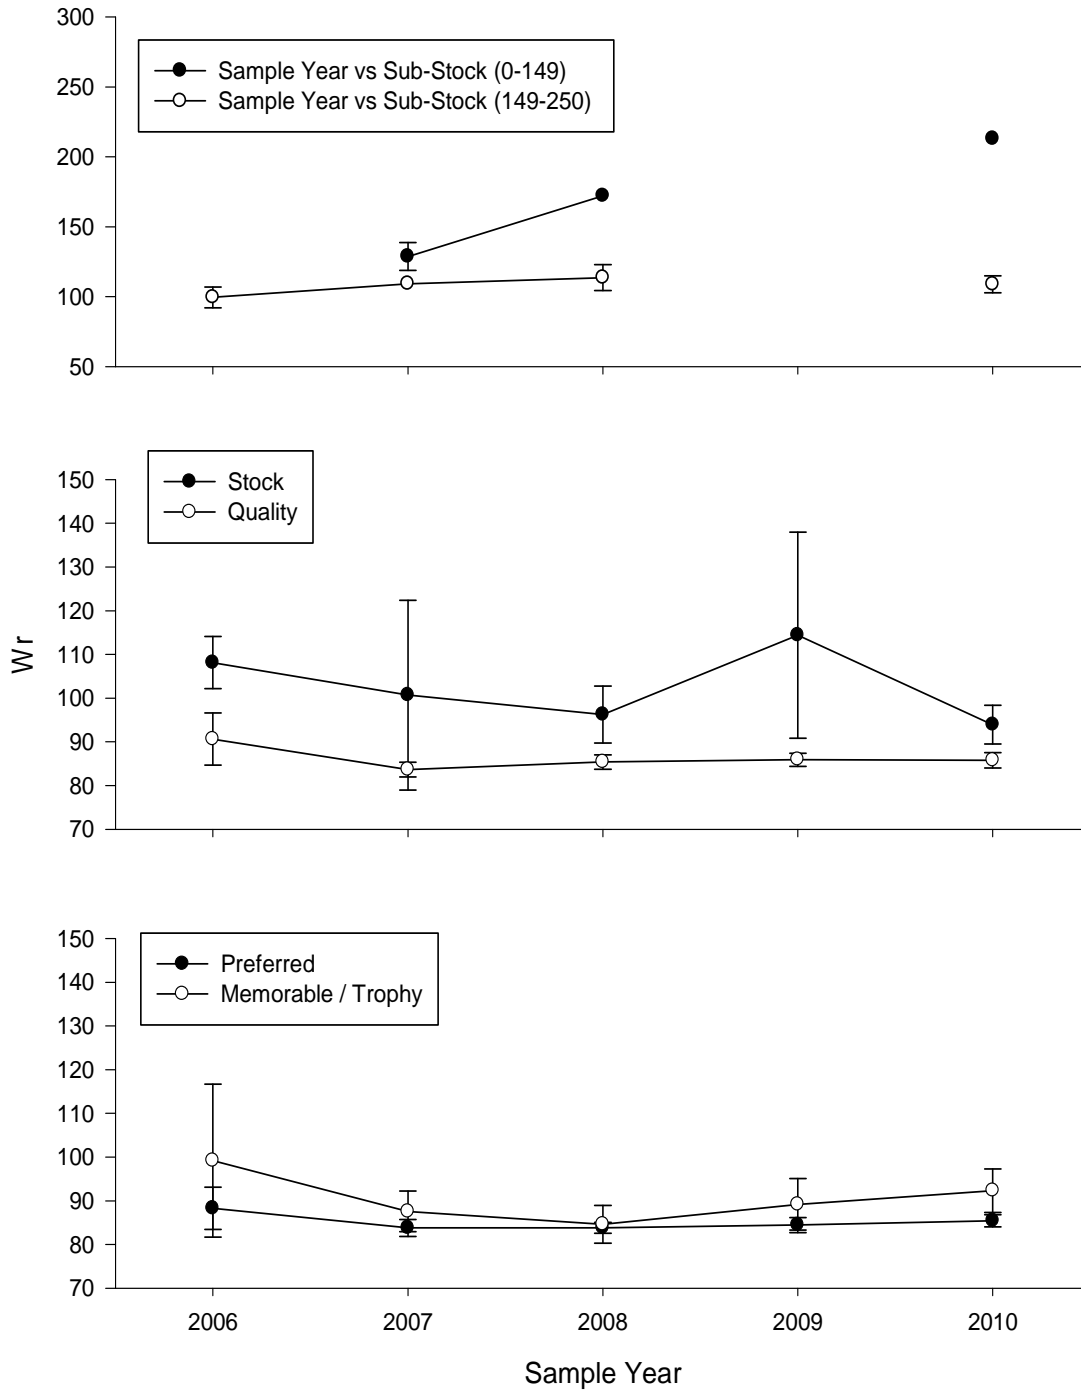 300
Sample Year vs Sub-Stock (0-149)
Sample Year vs Sub-Stock (149-250)
250
200
150
100
50
Stock
Quality
150
140
130
120
110
100
90
80
70
Wr
Preferred
Memorable / Trophy
150
140
130
120
110
100
90
80
70
2006 2007 2008 2009 2010
Sample Year